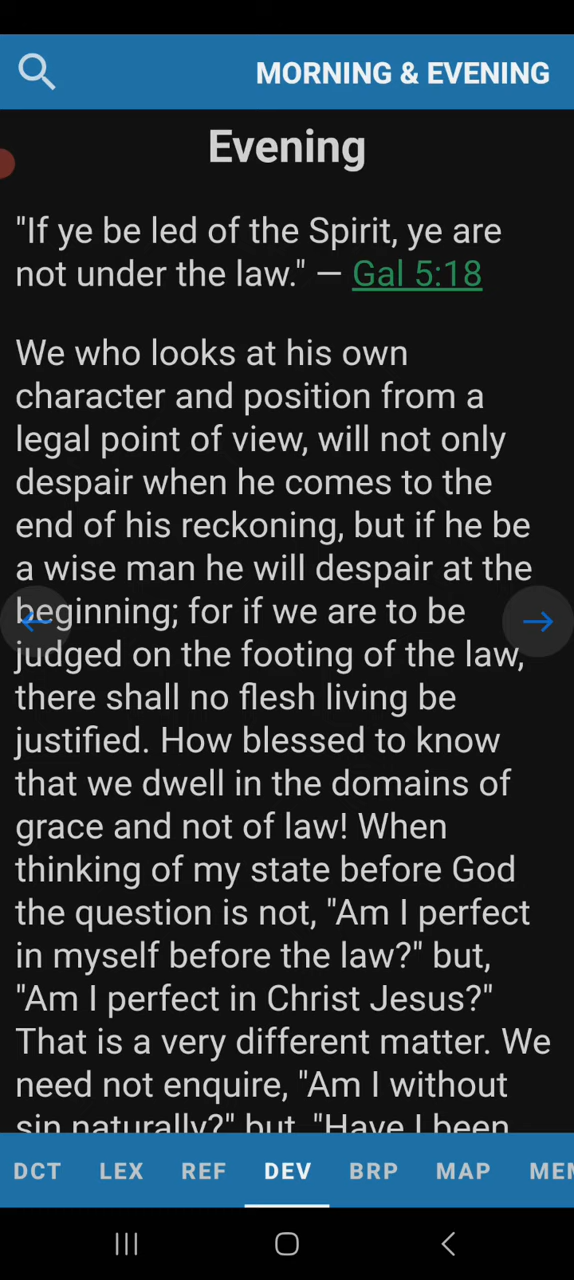 MORNING & EVENING
Evening
"If ye be led of the Spirit, ye are
not under the law." — Gal 5:18
We who looks at his own
character and position from a
legal point of view, will not only
despair when he comes to the
end of his reckoning, but if he be
a wise man he will despair at the
beginning; for if we are to be
judged on the footing of the law,
there shall no flesh living be
justified. How blessed to know
that we dwell in the domains of
grace and not of law! When
thinking of my state before God
the question is not, "Am I perfect
in myself before the law?" but,
"Am I perfect in Christ Jesus?"
That is a very different matter. We
need not enquire, "Am I without
sin naturally?" but, "Have I been
DCT LEX REF DEV BRP MAP